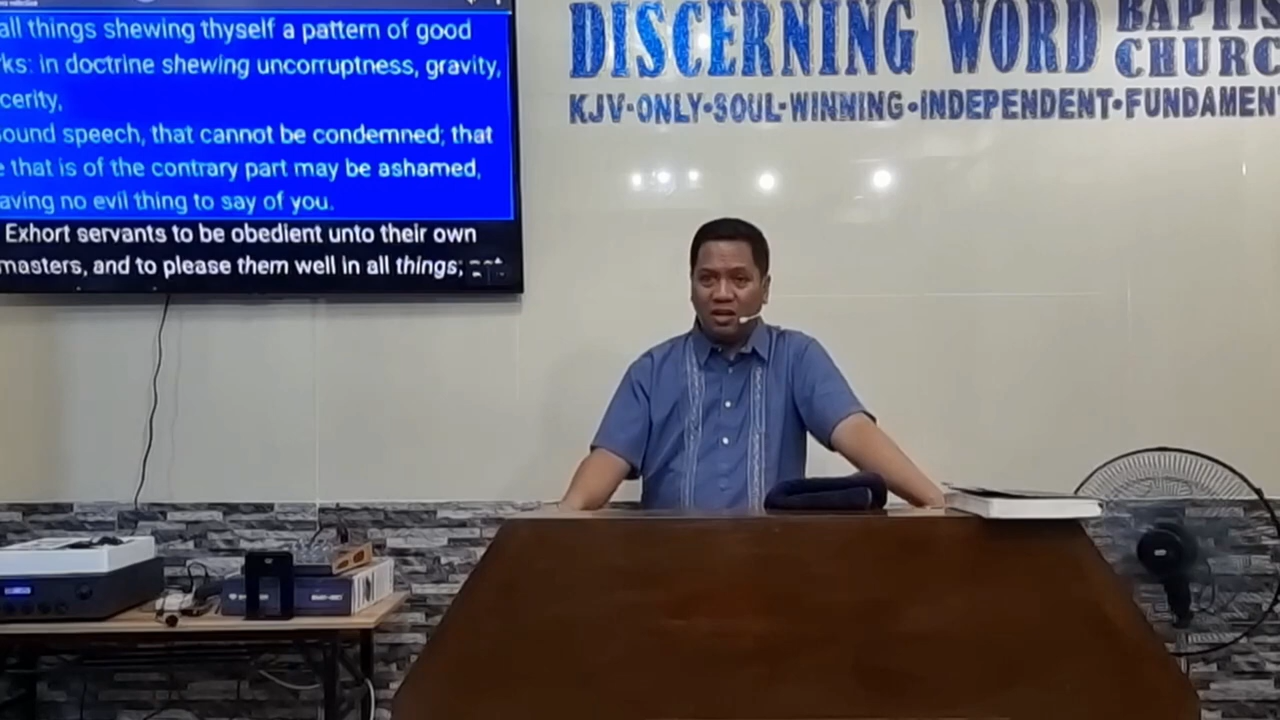 all things shewing thyself a pattern of good
ks: in doctrine shewing uncorruptness, gravity,
cerity,
ound speech, that cannot be condemned; that
e that is of the contrary part may be ashamed,
aving no evil thing to say of you.
Exhort servants to be obedient unto their own
masters, and to please them well in all things;
DISCERNING WORD BAPTIS
CHURC
KJV•ONLY•SOUL-WINNING•INDEPENDENT•FUNDAMENT